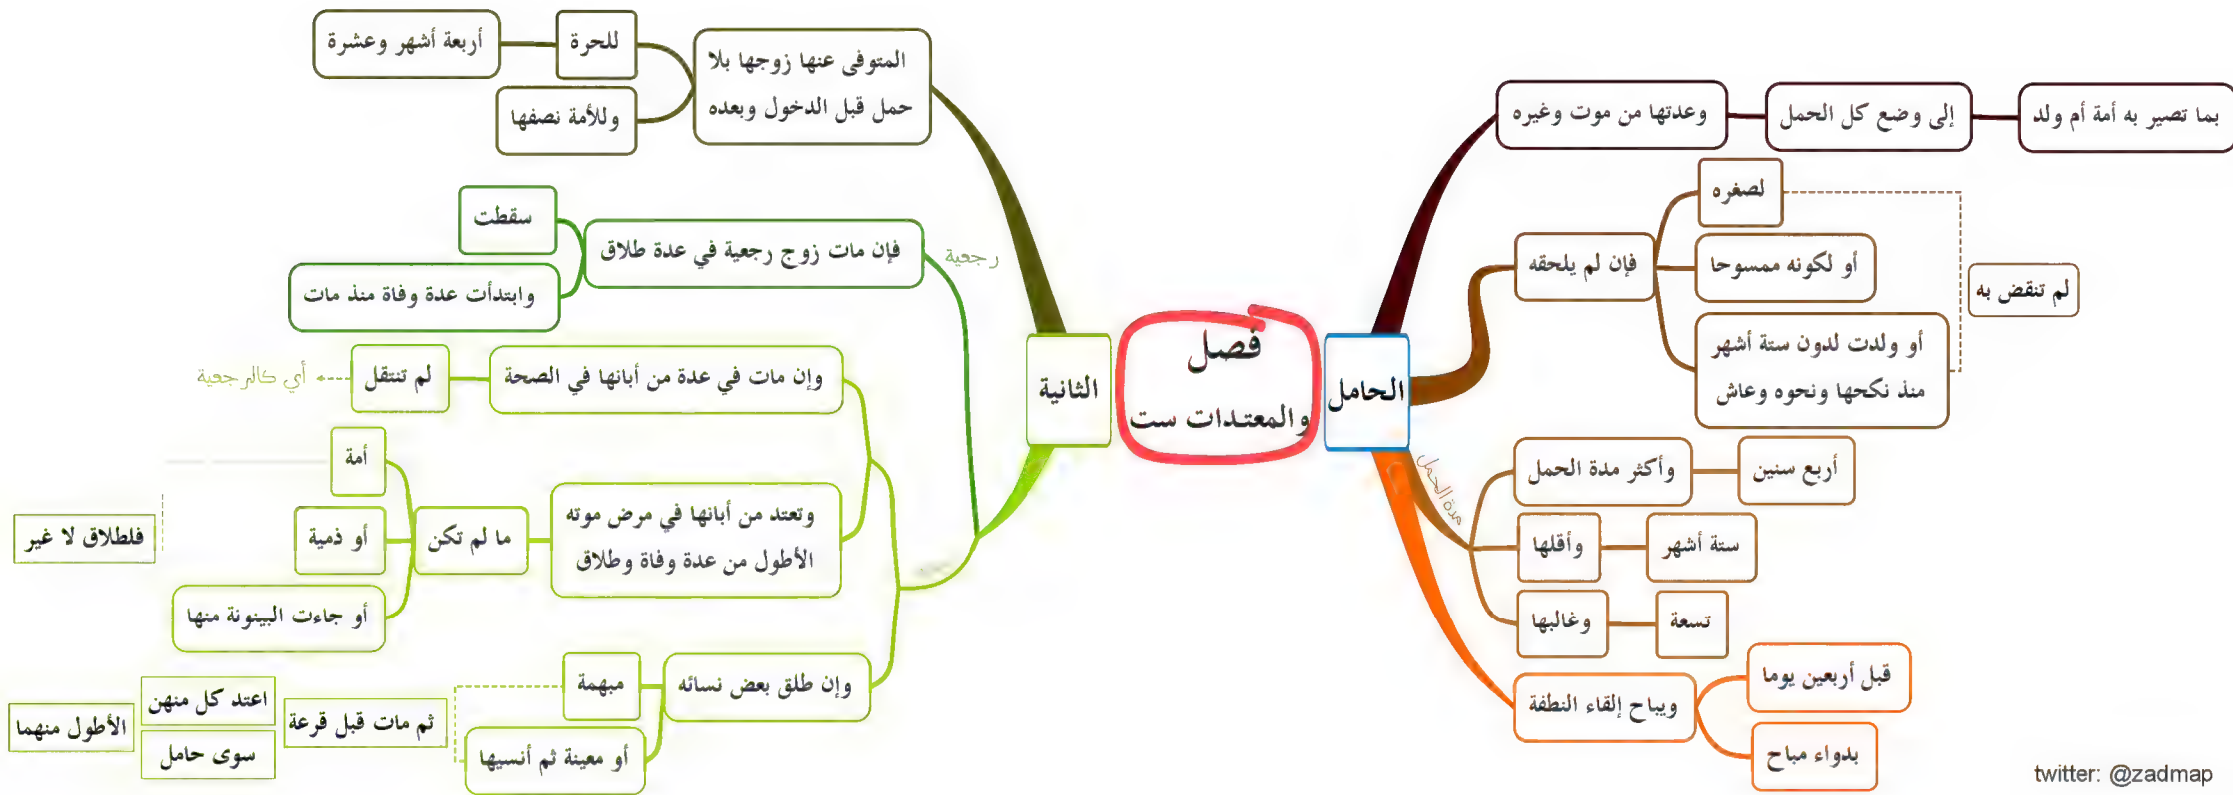 فصل
والمعتدات ست
الحامل
وعدتها من موت وغيره
إلى وضع كل الحمل
بما تصير به أمة أم ولد
فإن لم يلحقه
لصغره
أو لكونه ممسوحا
أو ولدت لدون ستة أشهر
منذ نكحها ونحوه وعاش
لم تنقض به
مدة الحمل
وأكثر مدة الحمل
أربع سنين
وأقلها
ستة أشهر
وغالبها
تسعة
ويباح إلقاء النطفة
قبل أربعين يوما
بدواء مباح
الثانية
المتوفى عنها زوجها بلا
حمل قبل الدخول وبعده
للحرة
أربعة أشهر وعشرة
وللأمة نصفها
رجعية
فإن مات زوج رجعية في عدة طلاق
سقطت
وابتدأت عدة وفاة منذ مات
وإن مات في عدة من أبانها في الصحة
لم تنتقل
أي كالرجعية
وتعتد من أبانها في مرض موته
الأطول من عدة وفاة وطلاق
ما لم تكن
أمة
أو ذمية
أو جاءت البينونة منها
فلطلاق لا غير
وإن طلق بعض نسائه
مبهمة
أو معينة ثم أنسيها
ثم مات قبل قرعة
اعتد كل منهن
سوى حامل
الأطول منهما
twitter: @zadmap